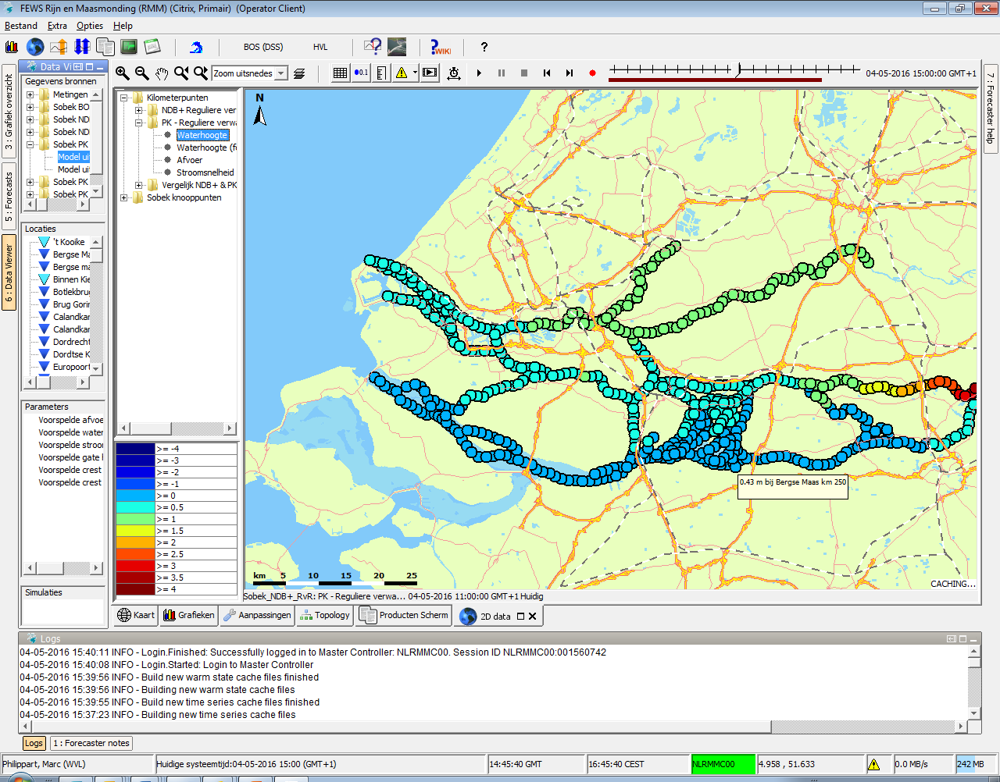 FEWS Rijn en Maasmonding (RMM) (Citrix, Primair) (Operator Client)
Bestand Extra Opties Help
BOS (DSS) HVL WIKI ?
Data Vi
Zoom uitsnedes
0.1
04-05-2016 15:00:00 GMT+1
3 : Grafiek overzicht
5 : Forecasts
6 : Data Viewer
7 : Forecaster help
Gegevens bronnen
Metingen
Sobek BO
Sobek ND
Sobek ND
Sobek PK
Model ui
Model ui
Sobek PK
Sobek PK
Locaties
't Kooike
Bergse Ma
Bergse ma
Binnen Kie
Botlekbru
Brug Gorin
Calandkar
Calandkar
Dordrecht
Dordtse K
Europoort
Parameters
Voorspelde afvoe
Voorspelde water
Voorspelde stroo
Voorspelde gate l
Voorspelde crest
Voorspelde crest
Simulaties
Kilometerpunten
NDB+ Reguliere ver
PK - Reguliere verwa
Waterhoogte
Waterhoogte (fo
Afvoer
Stroomsnelheid
Vergelijk NDB+ & PK
Sobek knooppunten
>= -4
>= -3
>= -2
>= -1
>= 0
>= 0.5
>= 1
>= 1.5
>= 2
>= 2.5
>= 3
>= 3.5
>= 4
N
0.43 m bij Bergse Maas km 250
km 5 10 15 20 25
CACHING...
Sobek_NDB+_RvR: PK - Reguliere verwa... 04-05-2016 11:00:00 GMT+1 Huidig
Kaart Grafieken Aanpassingen Topology Producten Scherm 2D data
Logs
04-05-2016 15:40:11 INFO - Login.Finished: Successfully logged in to Master Controller: NLRMMC00. Session ID NLRMMC00:001560742
04-05-2016 15:40:08 INFO - Login.Started: Login to Master Controller
04-05-2016 15:39:56 INFO - Build new warm state cache files finished
04-05-2016 15:39:56 INFO - Building new warm state cache files
04-05-2016 15:39:55 INFO - Build new time series cache files finished
04-05-2016 15:37:23 INFO - Building new time series cache files
Logs 1 : Forecaster notes
Philippart, Marc (WVL) Huidige systeemtijd:04-05-2016 15:00 (GMT+1) 14:45:40 GMT 16:45:40 CEST NLRMMC00 4.958 , 51.633 0.0 MB/s 242 MB